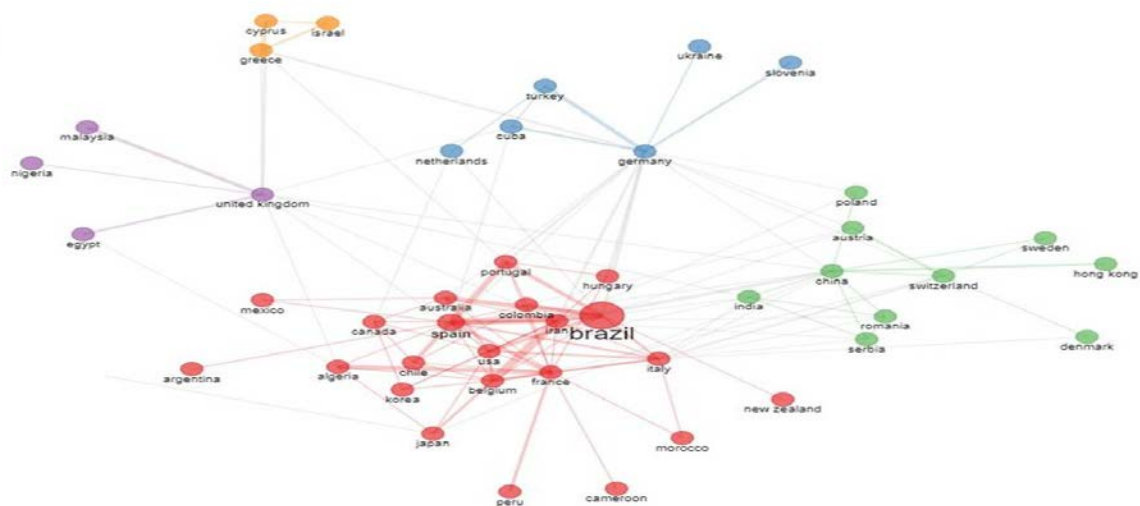 cyprus
israel
greece
ukraine
slovenia
turkey
malaysia
cuba
netherlands
germany
nigeria
united kingdom
poland
egypt
austria
sweden
portugal
china
hong kong
hungary
switzerland
mexico
australia
colombia
india
canada
spain
iran
brazil
romania
serbia
denmark
usa
italy
argentina
algeria
chile
belgium
france
korea
new zealand
japan
morocco
peru
cameroon